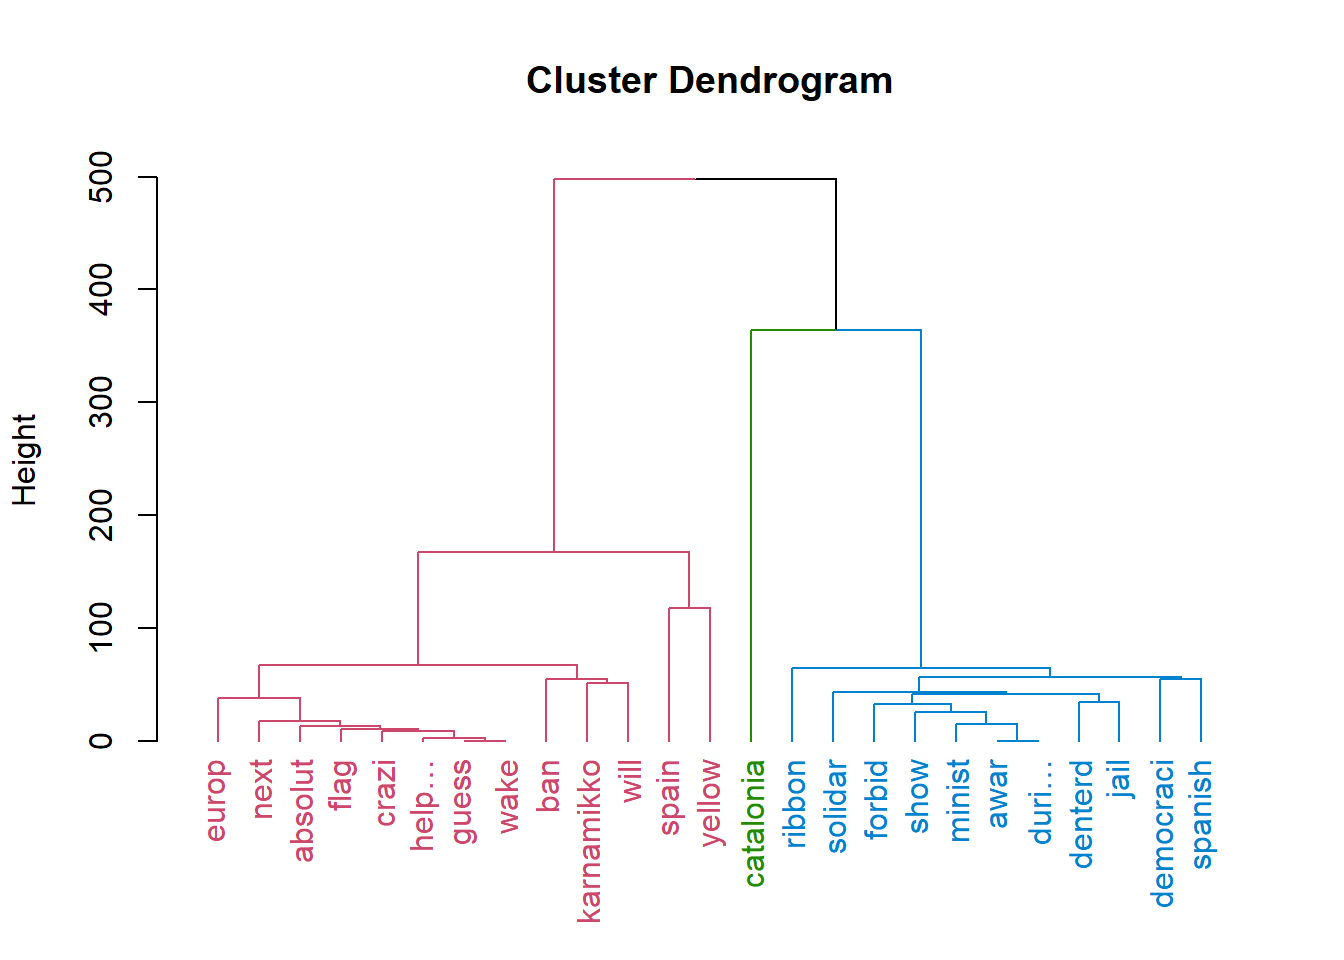 Cluster Dendrogram
Height
500
400
300
200
100
0
europ
next
absolut
flag
crazi
help…
guess
wake
ban
karnamikko
will
spain
yellow
catalonia
ribbon
solidar
forbid
show
minist
awar
duri…
denterd
jail
democraci
spanish